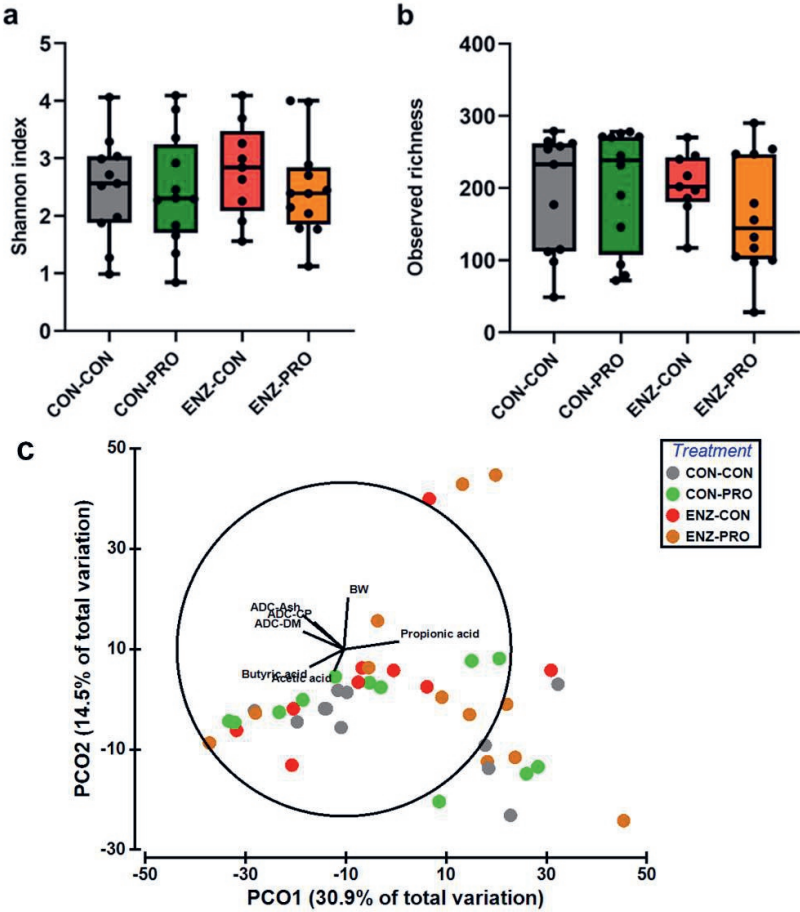 a
5
4
3
2
1
0
Shannon index
CON-CON
CON-PRO
ENZ-CON
ENZ-PRO
b
400
300
200
100
0
Observed richness
CON-CON
CON-PRO
ENZ-CON
ENZ-PRO
c
50
30
10
-10
-30
PCO2 (14.5% of total variation)
BW
ADC-Ash
ADC-CP
ADC-DM
Propionic acid
Butyric acid
Acetic acid
-50
-30
-10
10
30
50
PCO1 (30.9% of total variation)
Treatment
CON-CON
CON-PRO
ENZ-CON
ENZ-PRO